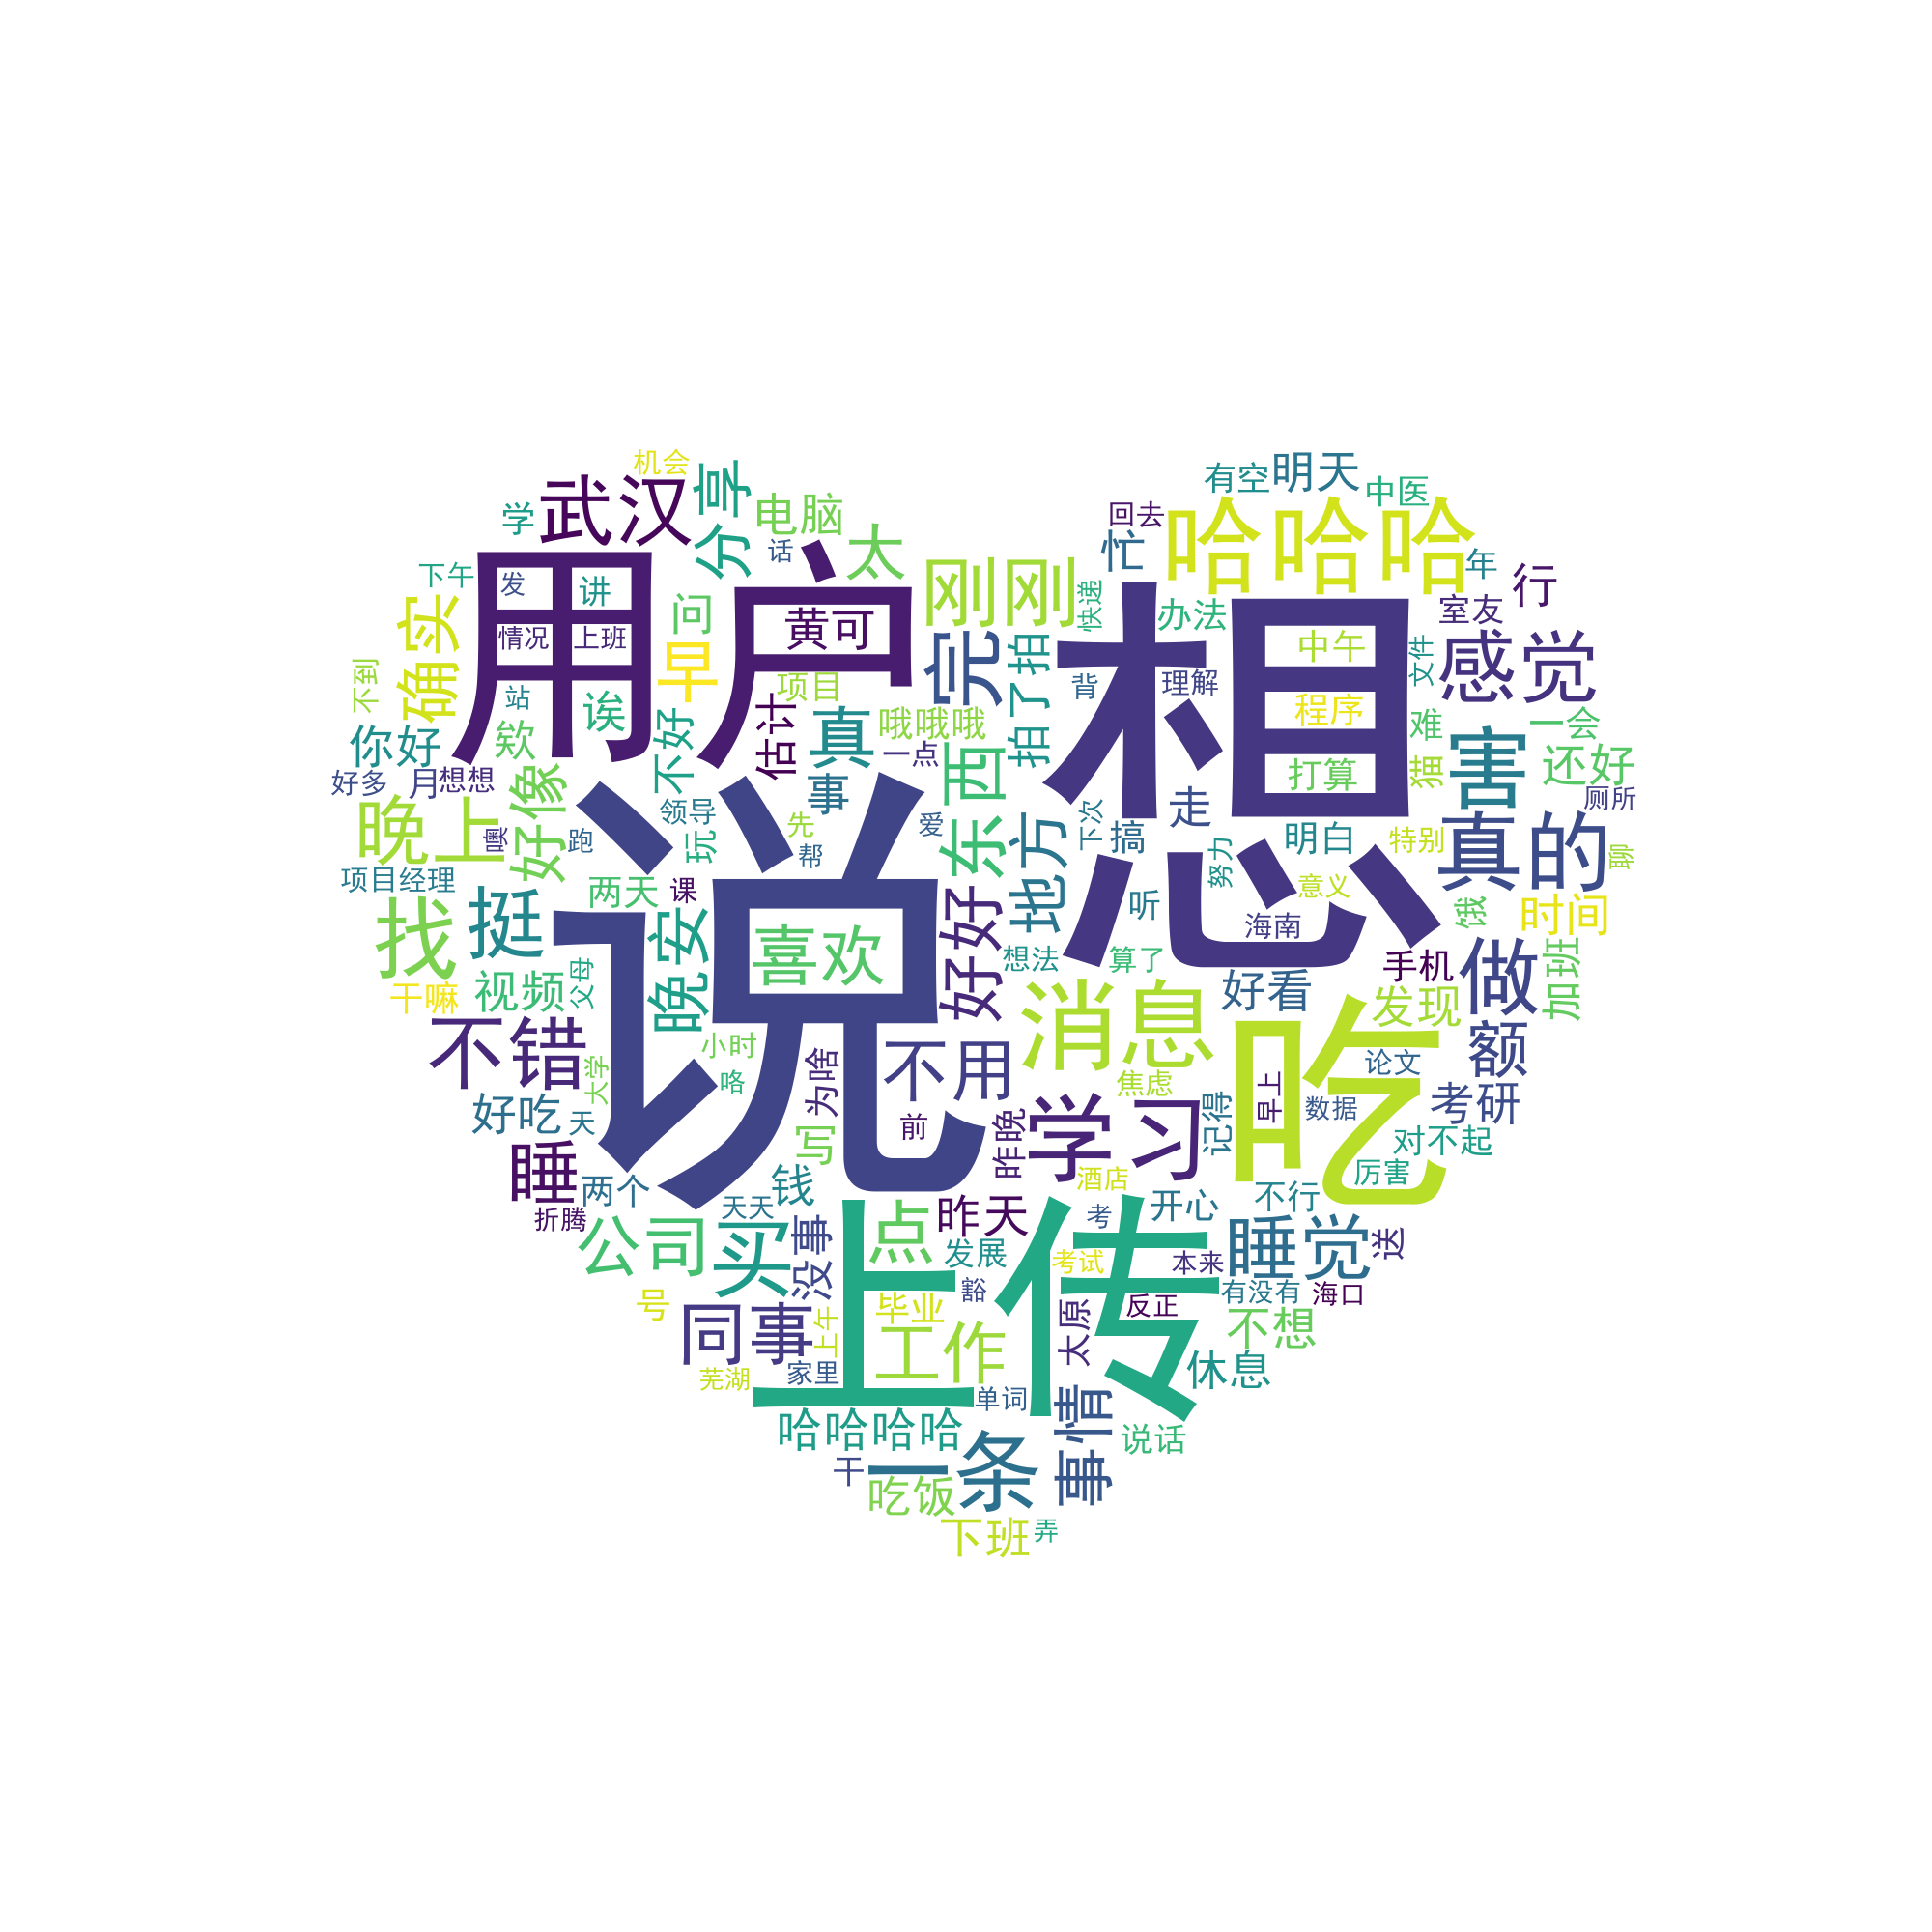 机会
有空
明天
中医
武汉
分享
电脑
学
回去
哈哈哈
话
太
忙
年
下午
用户
发
讲
问
刚刚
快递
办法
行
室友
确实
黄可
想
中午
感觉
情况
上班
早
完
拍了拍
文件
不到
站
诶
项目
背
理解
程序
难
一会
你好
欸
不好
估计
真
哦哦哦
一点
害
还好
好多
月
想想
好像
事
东西
打算
猫
厕所
晚上
嗯
跑
领导
玩
先
爱
地方
下次
搞
走
明白
特别
真的
聊
项目经理
说
帮
努力
找
挺
两天
课
晚安
喜欢
好好
听
意义
海南
饿
时间
干嘛
视频
父母
想法
算了
好看
手机
做
加班
发现
不错
大学
小时
咯
为啥
不用
消息
焦虑
吃
早上
论文
数据
额
考研
好吃
天
前
昨晚
学习
记得
对不起
睡
写
酒店
不行
厉害
两个
钱
折腾
天天
公司
买
没事
点
昨天
考
开心
睡觉
送
上传
发展
考试
本来
有没有
海口
号
豁
反正
同事
上午
毕业
太原
不想
工作
芜湖
家里
单词
休息
哈哈哈哈
事情
说话
干
一条
吃饭
下班
弄